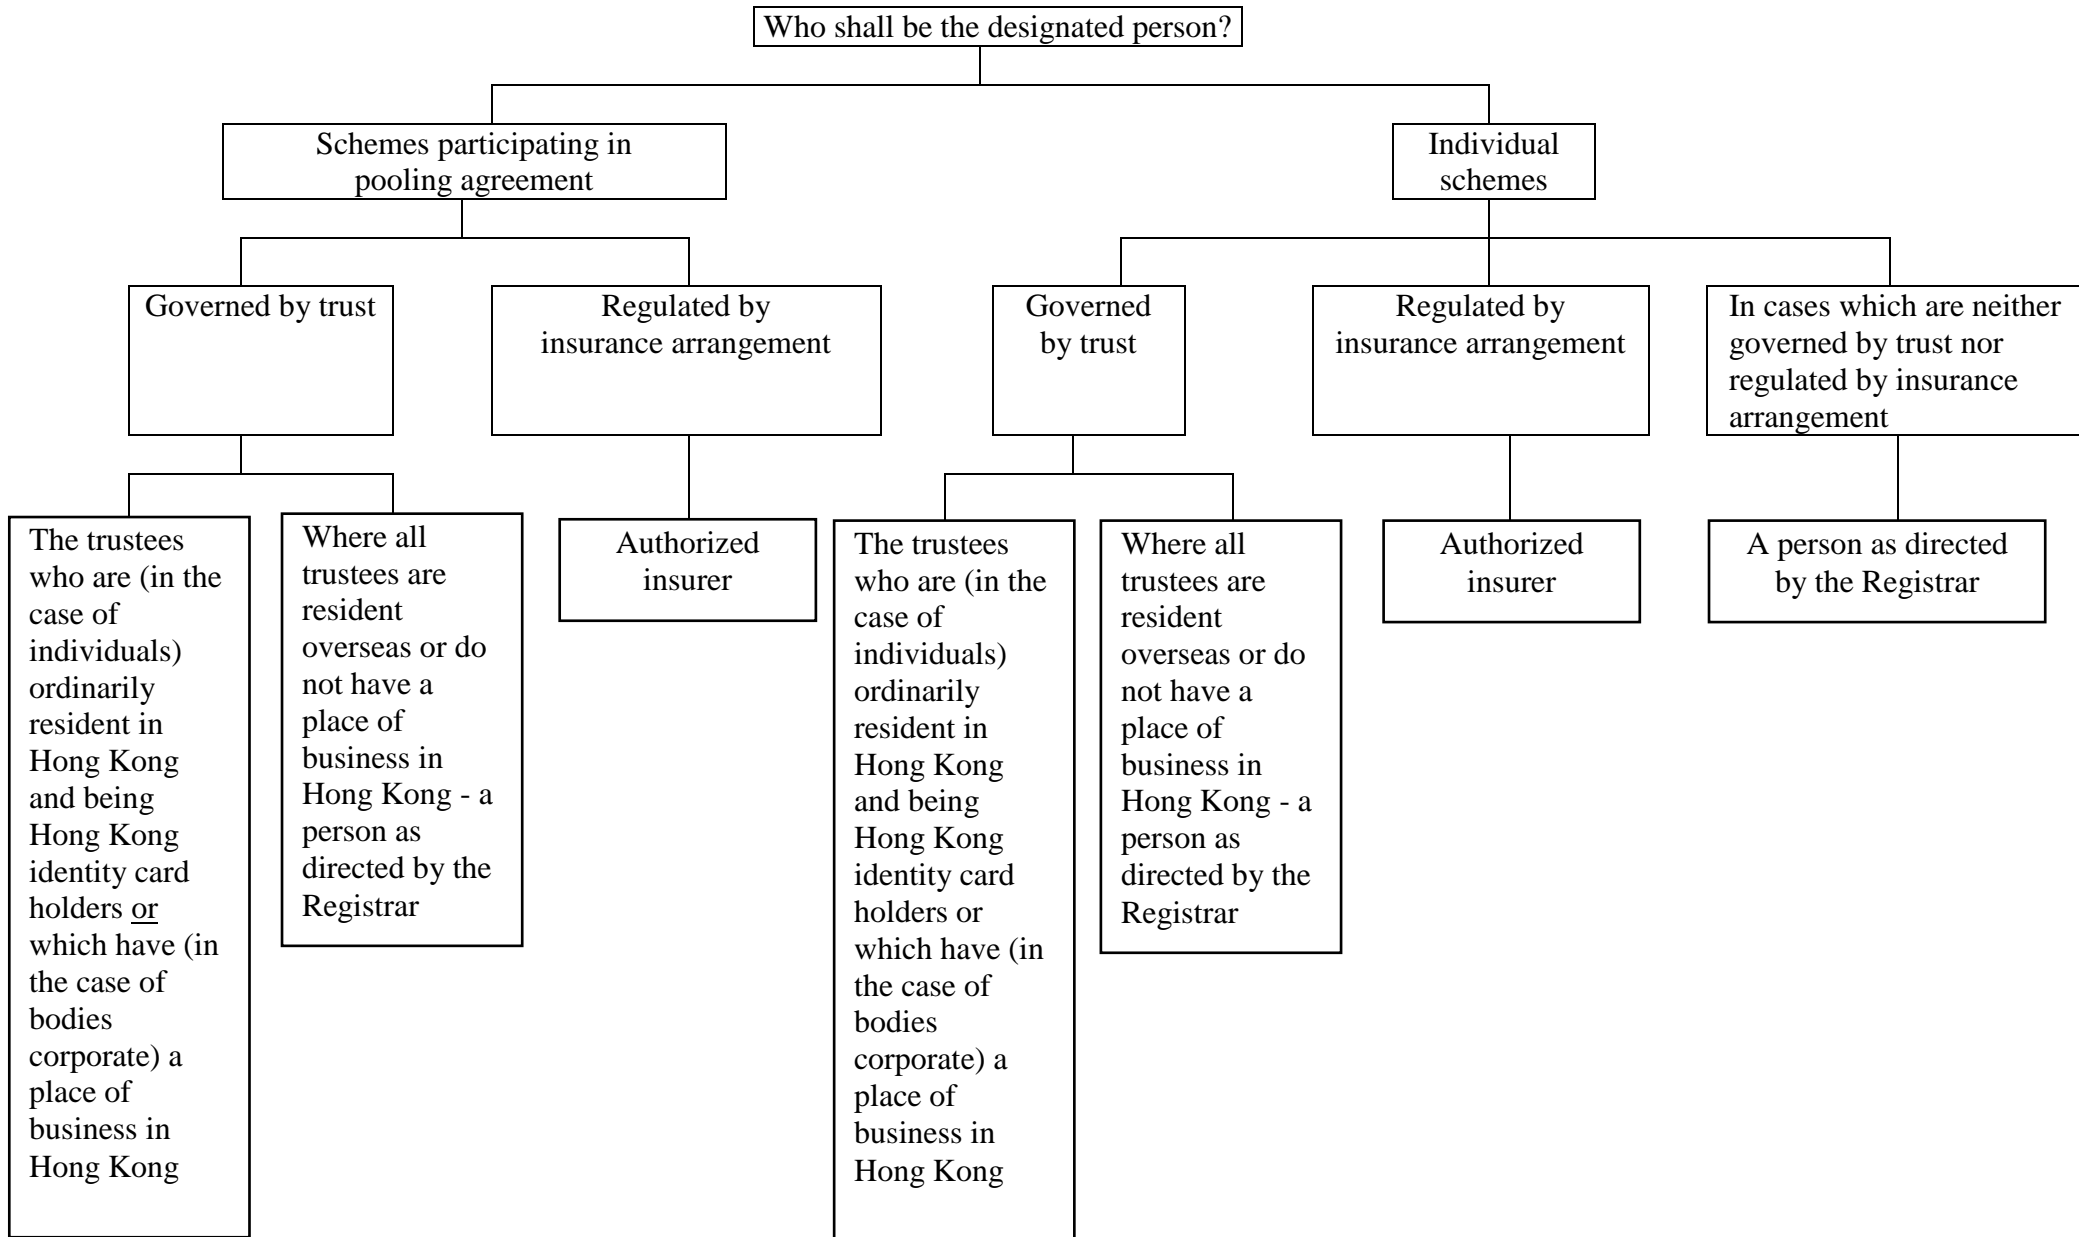 Who shall be the designated person?
Schemes participating in
pooling agreement
Individual
schemes
Governed by trust
Regulated by
insurance arrangement
Governed
by trust
Regulated by
insurance arrangement
In cases which are neither
governed by trust nor
regulated by insurance
arrangement
The trustees
who are (in the
case of
individuals)
ordinarily
resident in
Hong Kong
and being
Hong Kong
identity card
holders or
which have (in
the case of
bodies
corporate) a
place of
business in
Hong Kong
Where all
trustees are
resident
overseas or do
not have a
place of
business in
Hong Kong - a
person as
directed by the
Registrar
Authorized
insurer
The trustees
who are (in the
case of
individuals)
ordinarily
resident in
Hong Kong
and being
Hong Kong
identity card
holders or
which have (in
the case of
bodies
corporate) a
place of
business in
Hong Kong
Where all
trustees are
resident
overseas or do
not have a
place of
business in
Hong Kong - a
person as
directed by the
Registrar
Authorized
insurer
A person as directed
by the Registrar